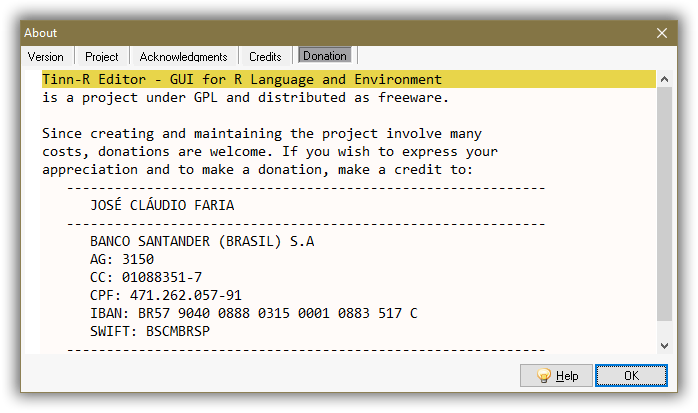 About
Version Project Acknowledgments Credits Donation
Tinn-R Editor - GUI for R Language and Environment
is a project under GPL and distributed as freeware.
Since creating and maintaining the project involve many
costs, donations are welcome. If you wish to express your
appreciation and to make a donation, make a credit to:
------------------------------------------------------------
JOSÉ CLÁUDIO FARIA
------------------------------------------------------------
BANCO SANTANDER (BRASIL) S.A
AG: 3150
CC: 01088351-7
CPF: 471.262.057-91
IBAN: BR57 9040 0888 0315 0001 0883 517 C
SWIFT: BSCMBRSP
------------------------------------------------------------
Help OK